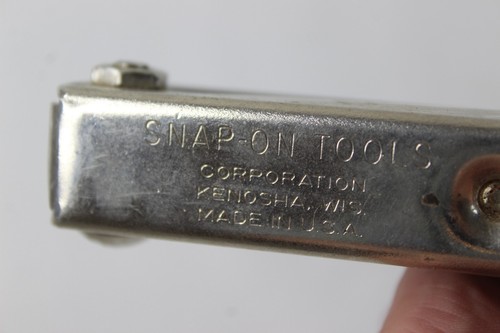 SNAP-ON TOOLS
CORPORATION
KENOSHA, WIS.
MADE IN U.S.A.